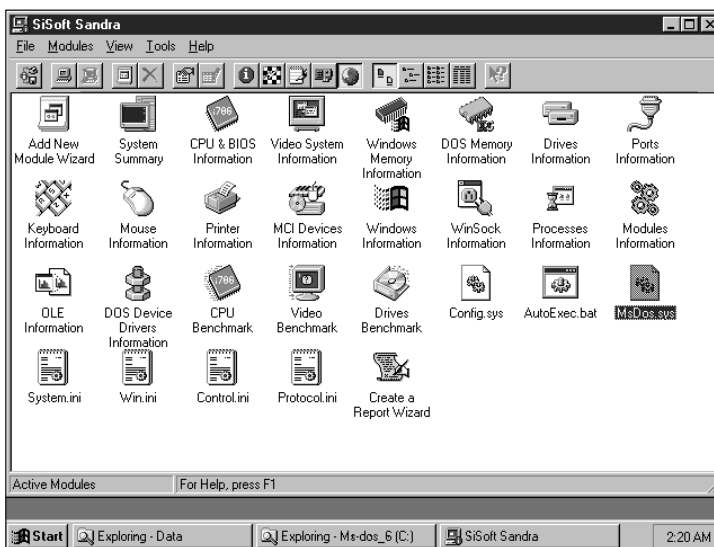 SiSoft Sandra
File Modules View Tools Help
Add New
Module Wizard
System
Summary
i786
CPU & BIOS
Information
Video System
Information
Windows
Memory
Information
DOS Memory
Information
Drives
Information
Ports
Information
Keyboard
Information
Mouse
Information
Printer
Information
MCI Devices
Information
Windows
Information
WinSock
Information
Processes
Information
Modules
Information
OLE
Information
DOS Device
Drivers
Information
i786
CPU
Benchmark
Video
Benchmark
Drives
Benchmark
Config.sys
AutoExec.bat
MsDos.sys
System.ini
Win.ini
Control.ini
Protocol.ini
Create a
Report Wizard
Active Modules
For Help, press F1
Start
Exploring - Data
Exploring - Ms-dos_6 (C:)
SiSoft Sandra
2:20 AM